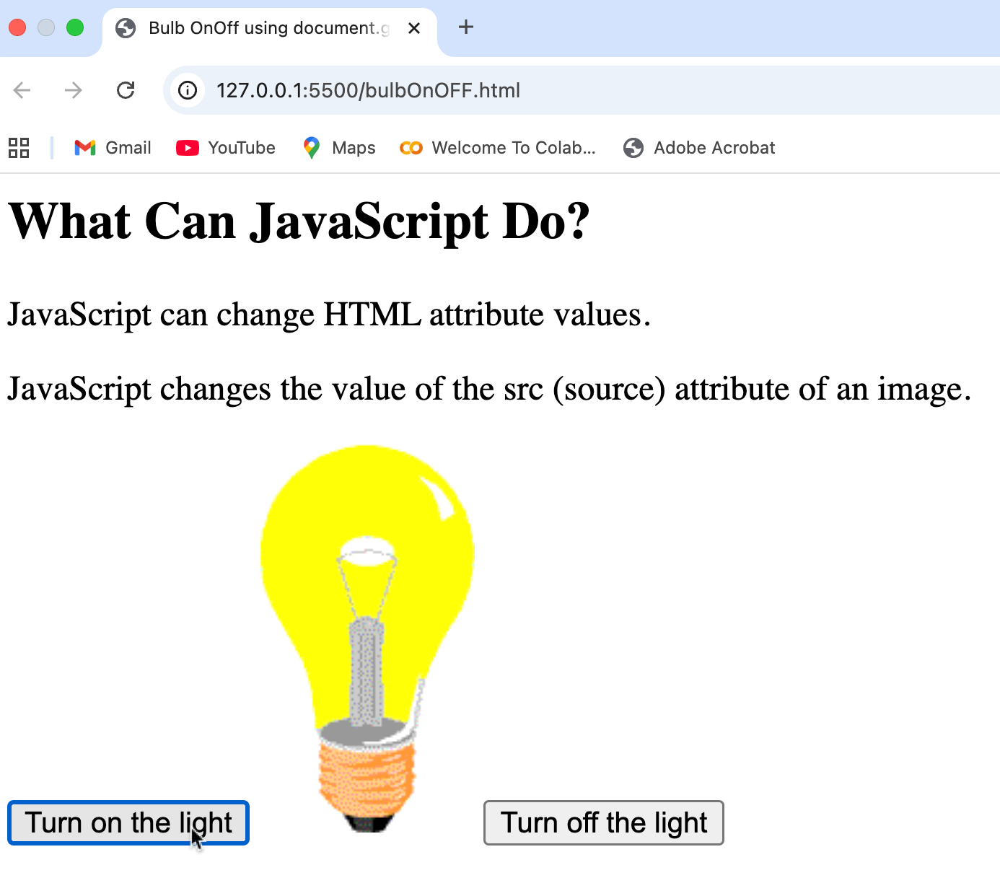 Bulb OnOff using document.g
127.0.0.1:5500/bulbOnOFF.html
Gmail YouTube Maps Welcome To Colab... Adobe Acrobat
What Can JavaScript Do?
JavaScript can change HTML attribute values.
JavaScript changes the value of the src (source) attribute of an image.
Turn on the light Turn off the light